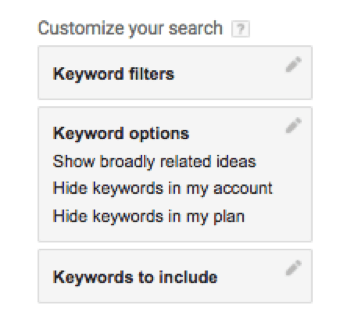 Customize your search ?
Keyword filters
Keyword options
Show broadly related ideas
Hide keywords in my account
Hide keywords in my plan
Keywords to include